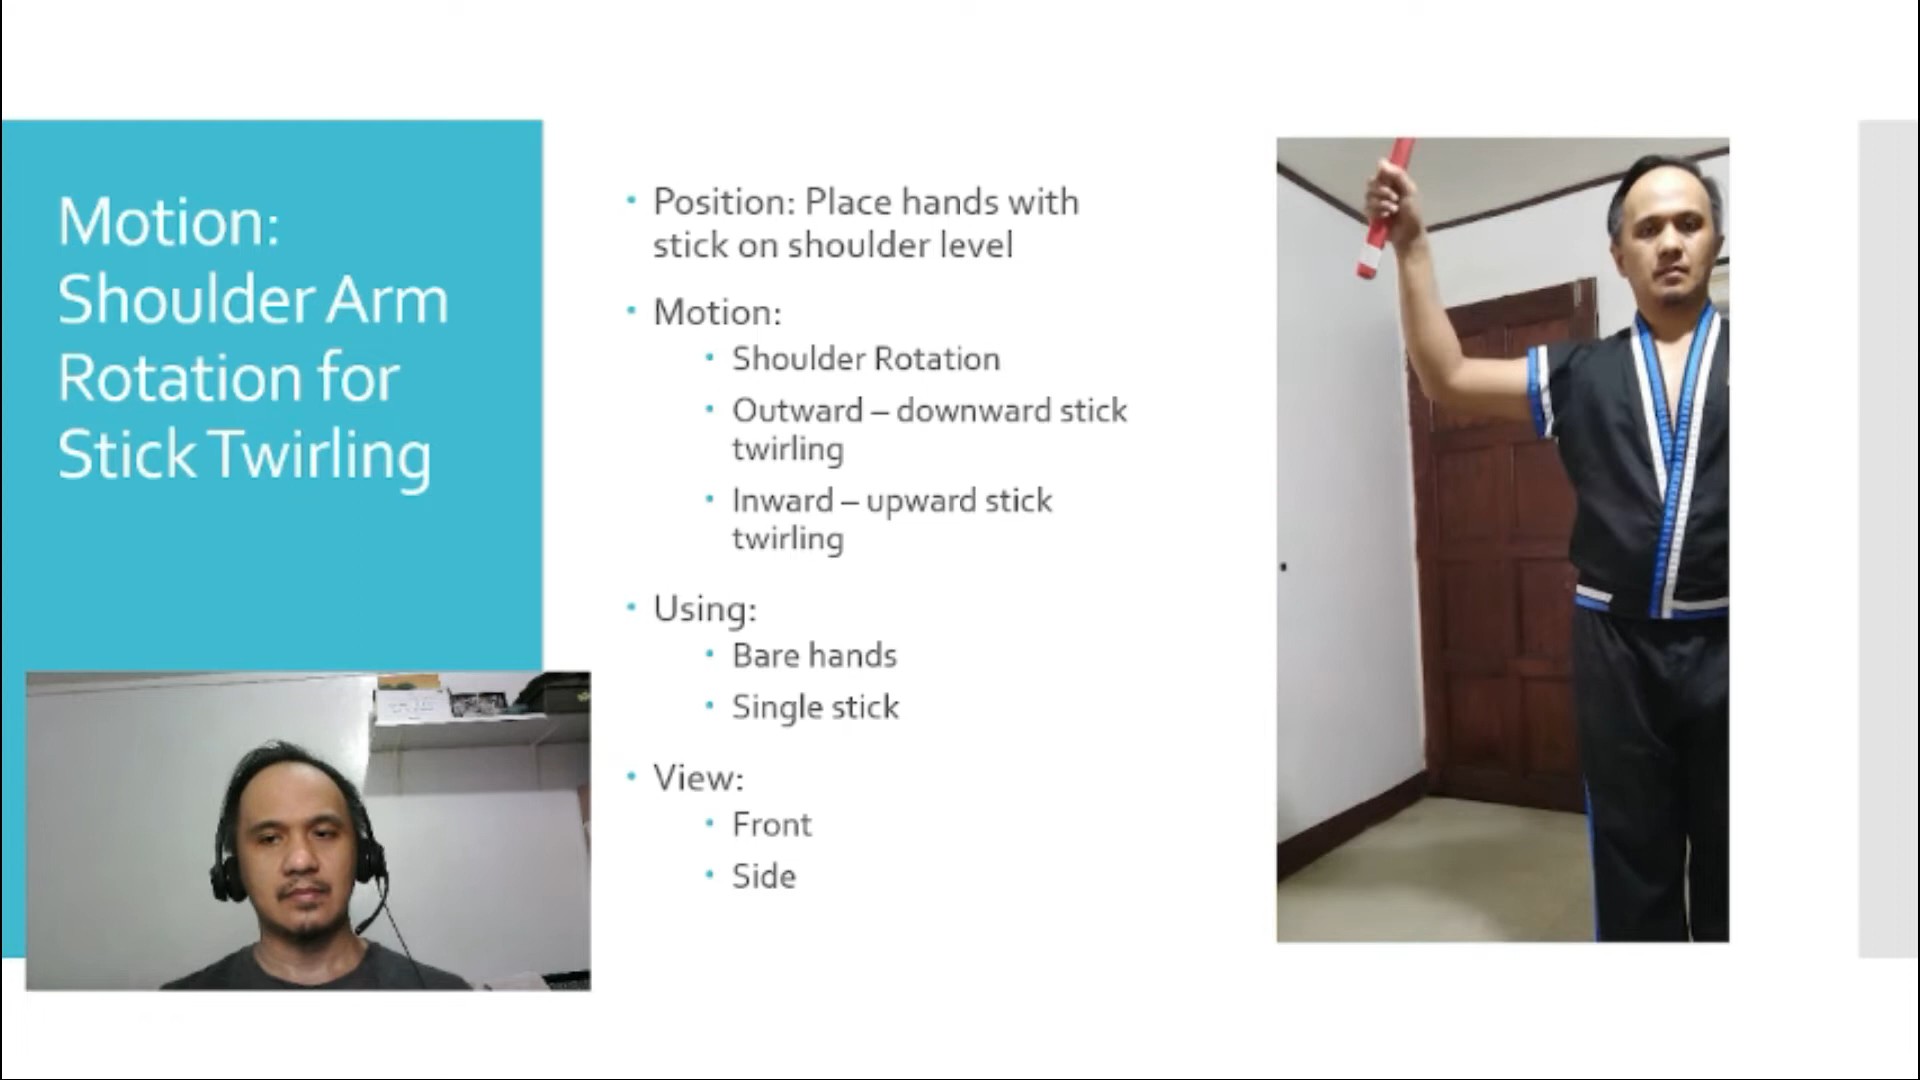 Motion:
Shoulder Arm
Rotation for
Stick Twirling
• Position: Place hands with
stick on shoulder level
• Motion:
• Shoulder Rotation
• Outward – downward stick
twirling
• Inward – upward stick
twirling
• Using:
• Bare hands
• Single stick
• View:
• Front
• Side